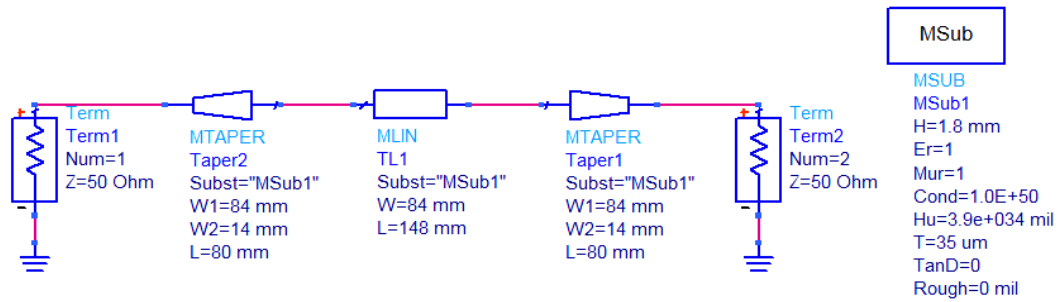 MSub
MSUB
MSub1
H=1.8 mm
Er=1
Mur=1
Cond=1.0E+50
Hu=3.9e+034 mil
T=35 um
TanD=0
Rough=0 mil
+
Term
Term1
Num=1
Z=50 Ohm
-
MTAPER
Taper2
Subst="MSub1"
W1=84 mm
W2=14 mm
L=80 mm
MLIN
TL1
Subst="MSub1"
W=84 mm
L=148 mm
MTAPER
Taper1
Subst="MSub1"
W1=84 mm
W2=14 mm
L=80 mm
+
Term
Term2
Num=2
Z=50 Ohm
-